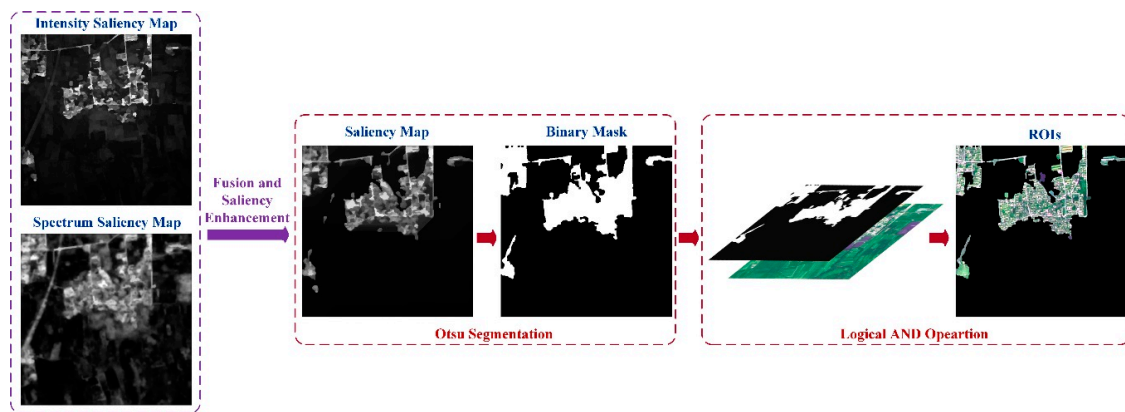 Intensity Saliency Map
Spectrum Saliency Map
Fusion and
Saliency
Enhancement
Saliency Map
Binary Mask
Otsu Segmentation
ROIs
Logical AND Opeartion